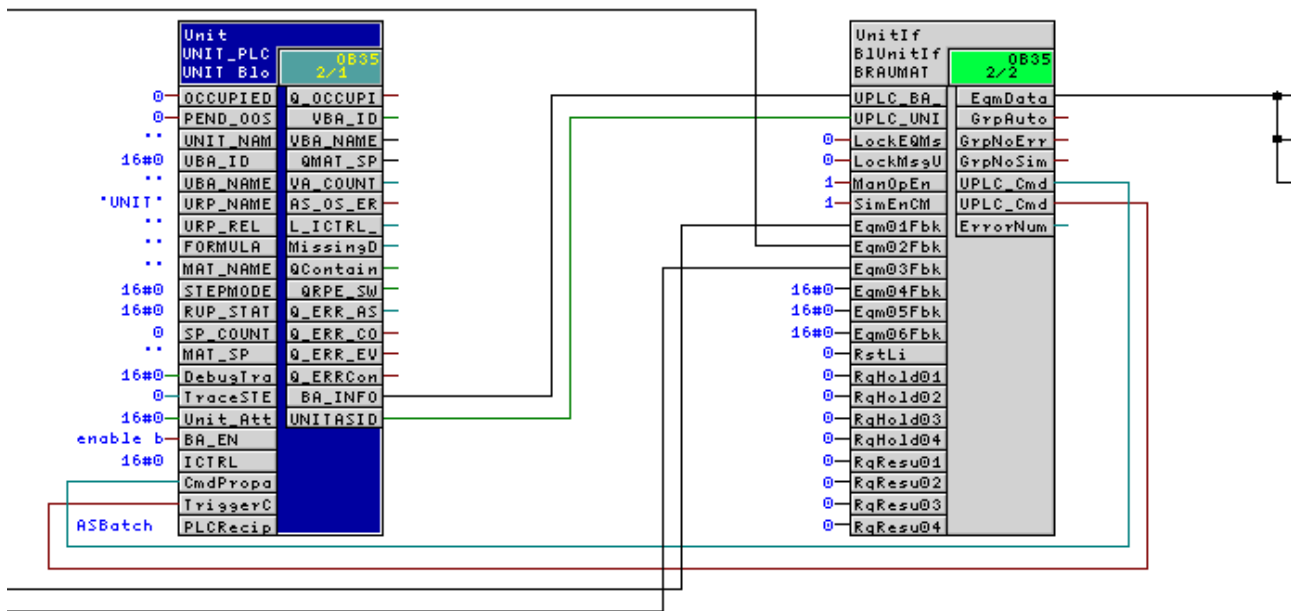 Unit
UNIT_PLC
UNIT Blo
OB35
2/1
0 OCCUPIED Q_OCCUPI
0 PEND_OOS VBA_ID
'' UNIT_NAM VBA_NAME
16#0 UBA_ID QMAT_SP
'' UBA_NAME VA_COUNT
'UNIT' URP_NAME AS_OS_ER
'' URP_REL L_ICTRL_
'' FORMULA MissingD
'' MAT_NAME QContain
16#0 STEPMODE QRPE_SW
16#0 RUP_STAT Q_ERR_AS
0 SP_COUNT Q_ERR_CO
'' MAT_SP Q_ERR_EV
16#0 DebugTra Q_ERRCon
0 TraceSTE BA_INFO
16#0 Unit_Att UNITASID
enable b BA_EN
16#0 ICTRL
CmdPropa
TriggerC
ASBatch PLCRecip
UnitIf
BlUnitIf
BRAUMAT
OB35
2/2
UPLC_BA_ EqmData
UPLC_UNI GrpAuto
0 LockEQMs GrpNoErr
0 LockMsgU GrpNoSim
1 ManOpEn UPLC_Cmd
1 SimEnCM UPLC_Cmd
Eqm01Fbk ErrorNum
Eqm02Fbk
Eqm03Fbk
16#0 Eqm04Fbk
16#0 Eqm05Fbk
16#0 Eqm06Fbk
0 RstLi
0 RqHold01
0 RqHold02
0 RqHold03
0 RqHold04
0 RqResu01
0 RqResu02
0 RqResu03
0 RqResu04